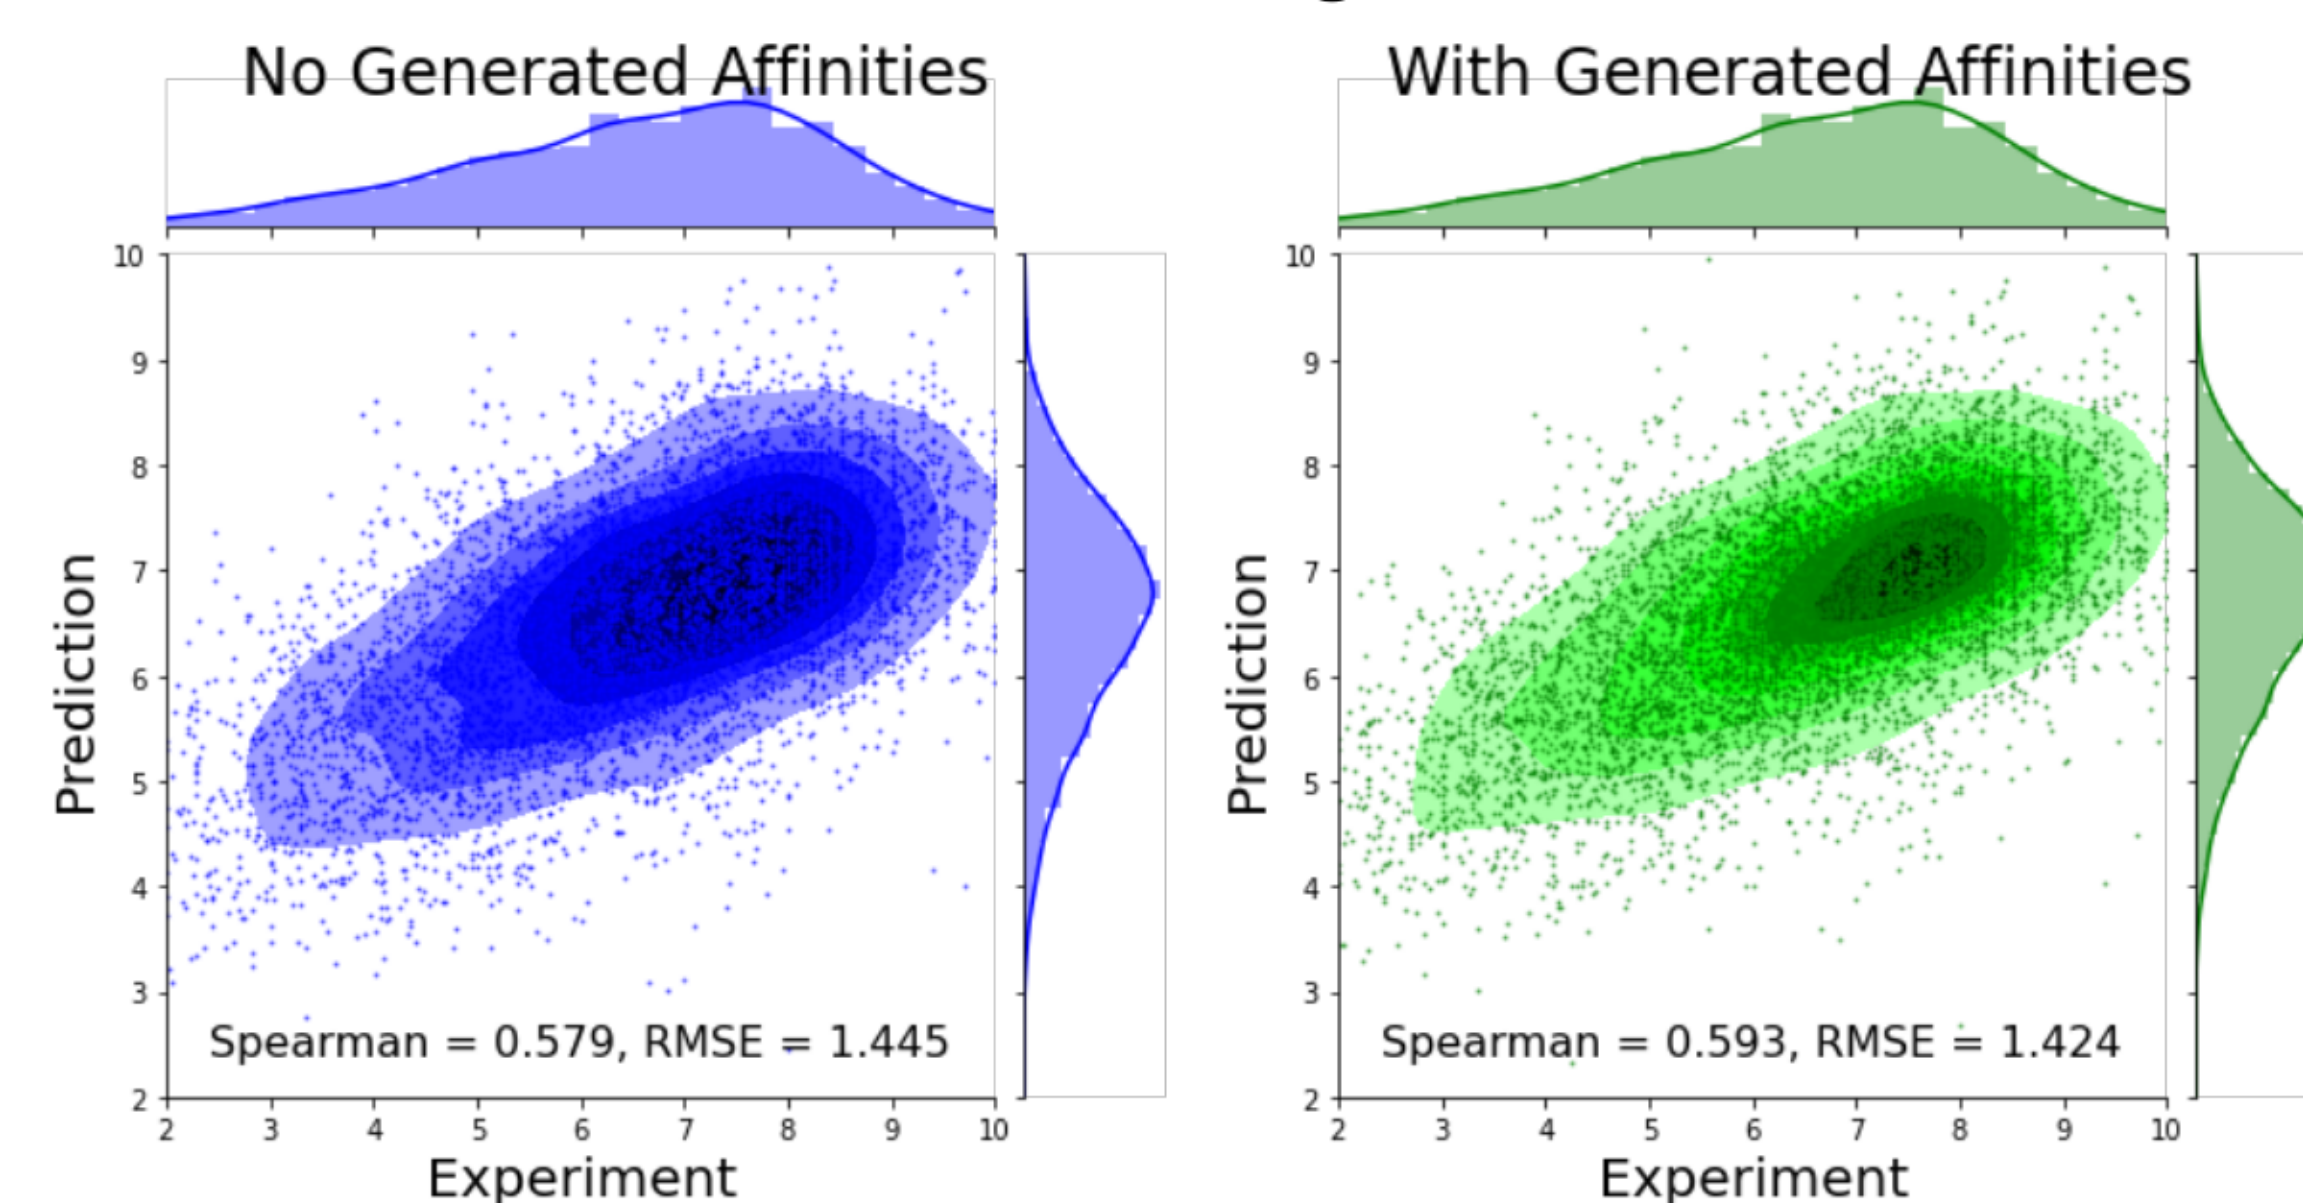 No Generated Affinities
With Generated Affinities
10
9
8
7
6
5
4
3
2
Prediction
Spearman = 0.579, RMSE = 1.445
2 3 4 5 6 7 8 9 10
Experiment
10
9
8
7
6
5
4
3
2
Prediction
Spearman = 0.593, RMSE = 1.424
2 3 4 5 6 7 8 9 10
Experiment